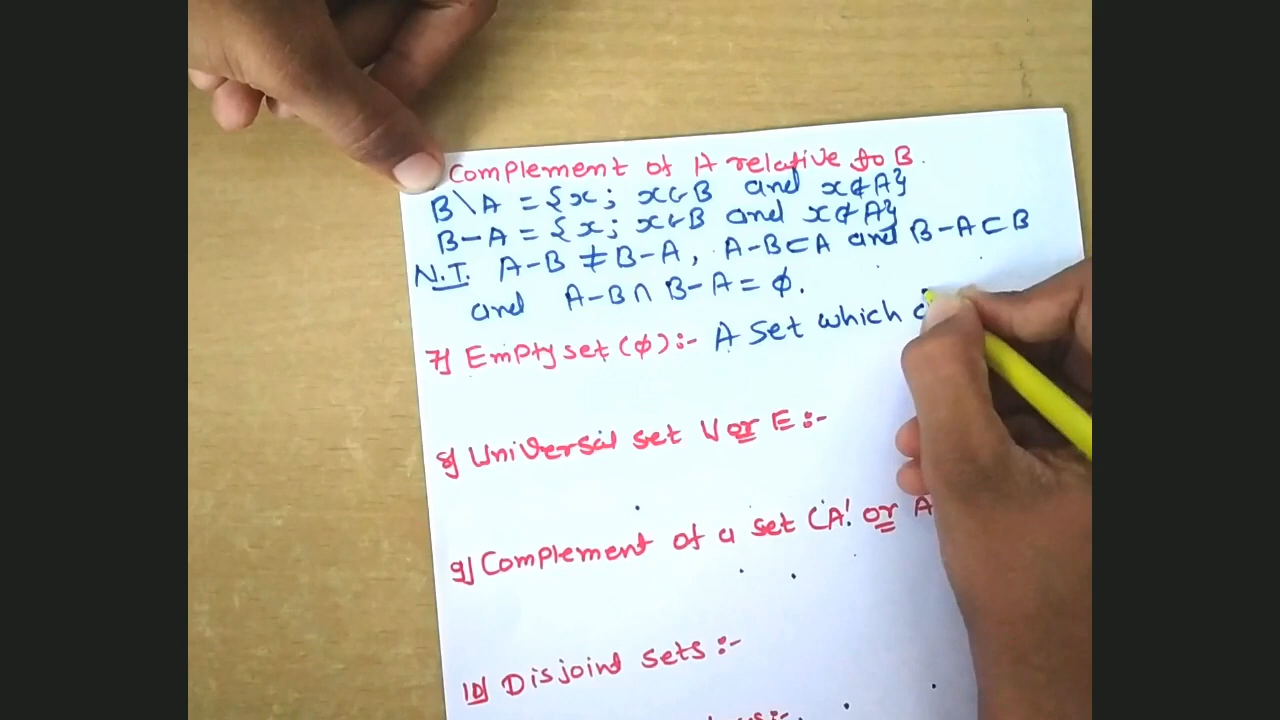 Complement of A relative to B.
B\A = {x; x∈B and x∉A}
B-A = {x; x∈B and x∉A}
N.T. A-B ≠ B-A, A-B⊂A and B-A⊂B
and A-B∩B-A = ϕ.
7) Empty set (ϕ):- A set which
8) Universal set U or E:-
9) Complement of a set (A' or A
10) Disjoint sets:-